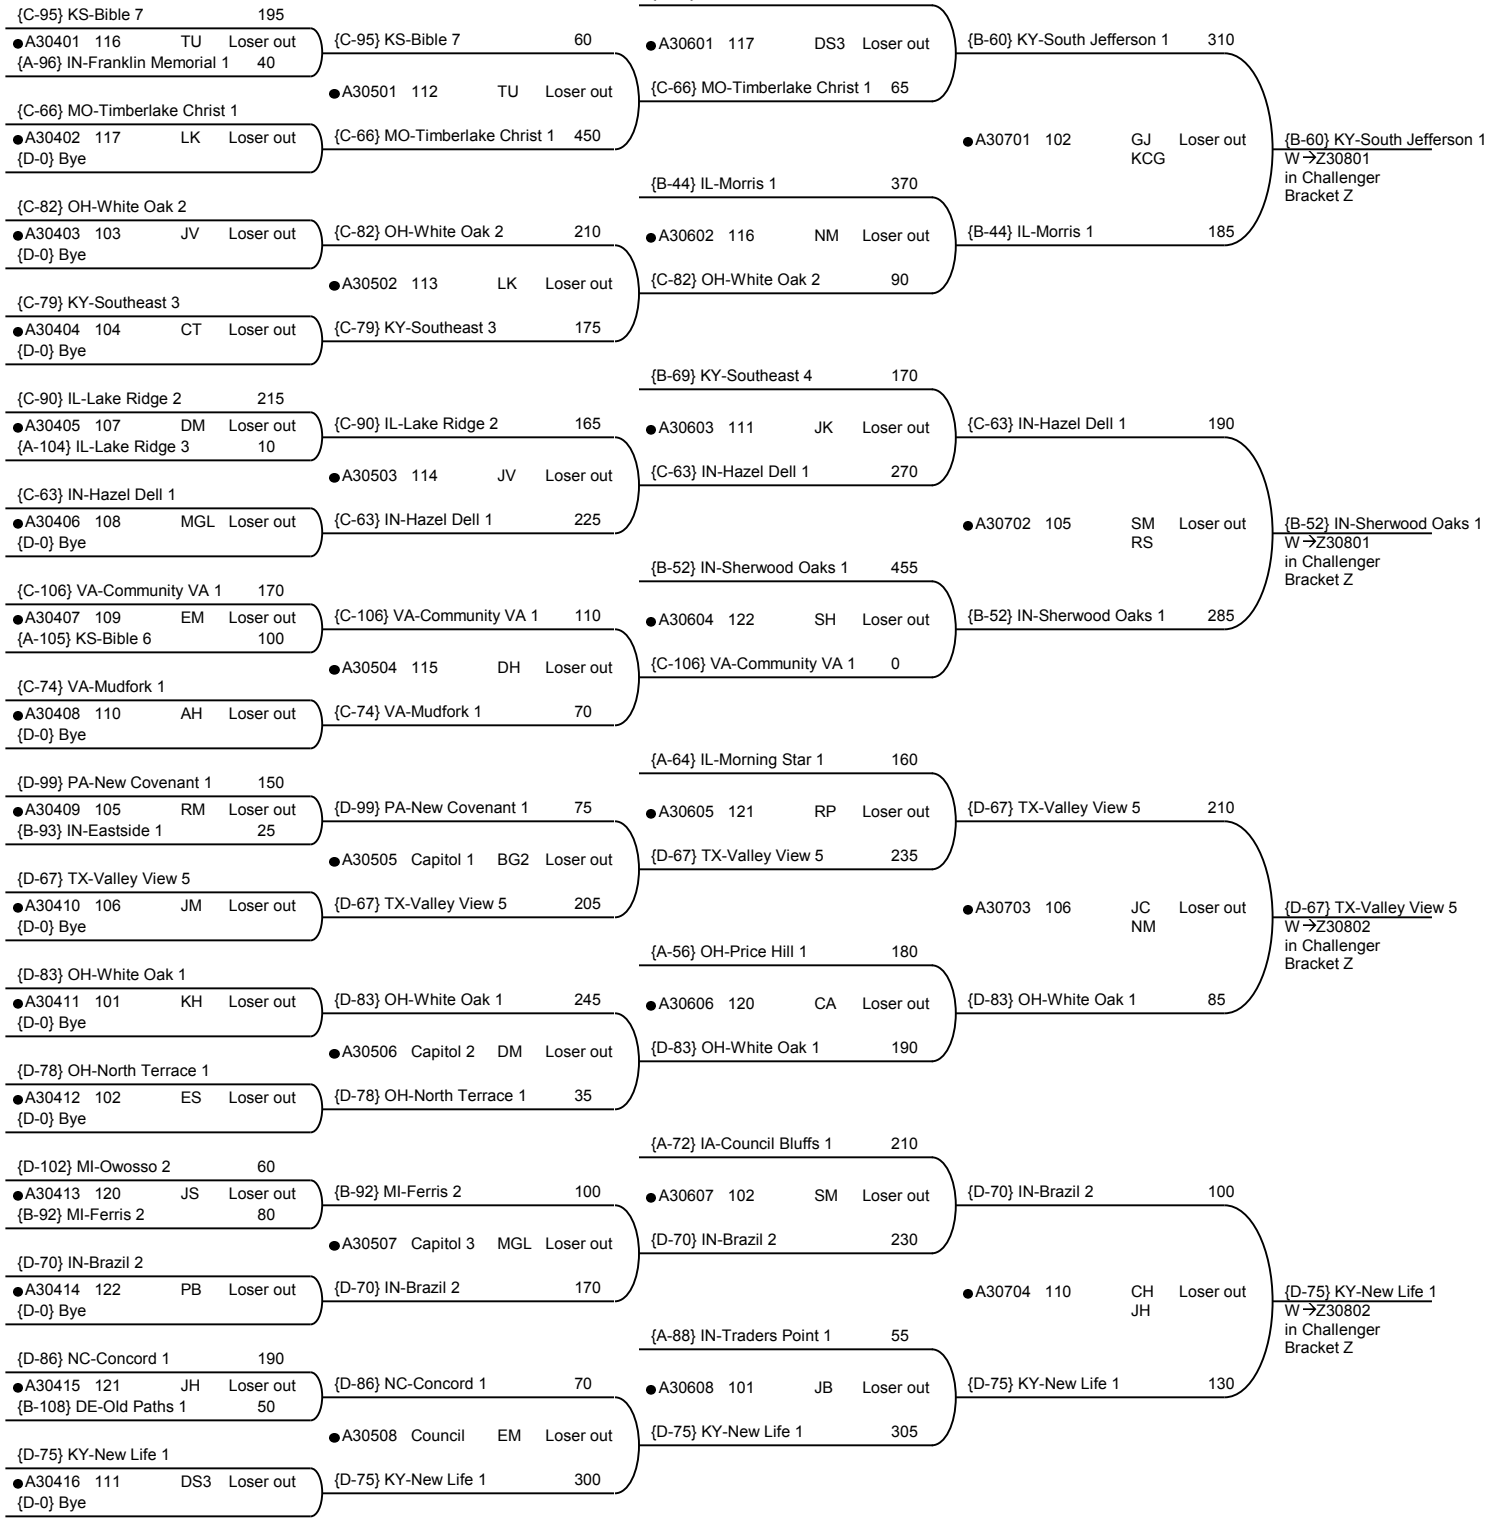 {C-95} KS-Bible 7 195
A30401 116 TU Loser out
{A-96} IN-Franklin Memorial 1 40
{C-66} MO-Timberlake Christ 1
A30402 117 LK Loser out
{D-0} Bye
{C-82} OH-White Oak 2
A30403 103 JV Loser out
{D-0} Bye
{C-79} KY-Southeast 3
A30404 104 CT Loser out
{D-0} Bye
{C-90} IL-Lake Ridge 2 215
A30405 107 DM Loser out
{A-104} IL-Lake Ridge 3 10
{C-63} IN-Hazel Dell 1
A30406 108 MGL Loser out
{D-0} Bye
{C-106} VA-Community VA 1 170
A30407 109 EM Loser out
{A-105} KS-Bible 6 100
{C-74} VA-Mudfork 1
A30408 110 AH Loser out
{D-0} Bye
{D-99} PA-New Covenant 1 150
A30409 105 RM Loser out
{B-93} IN-Eastside 1 25
{D-67} TX-Valley View 5
A30410 106 JM Loser out
{D-0} Bye
{D-83} OH-White Oak 1
A30411 101 KH Loser out
{D-0} Bye
{D-78} OH-North Terrace 1
A30412 102 ES Loser out
{D-0} Bye
{D-102} MI-Owosso 2 60
A30413 120 JS Loser out
{B-92} MI-Ferris 2 80
{D-70} IN-Brazil 2
A30414 122 PB Loser out
{D-0} Bye
{D-86} NC-Concord 1 190
A30415 121 JH Loser out
{B-108} DE-Old Paths 1 50
{D-75} KY-New Life 1
A30416 111 DS3 Loser out
{D-0} Bye
{C-95} KS-Bible 7 60
A30501 112 TU Loser out
{C-66} MO-Timberlake Christ 1 450
{C-82} OH-White Oak 2 210
A30502 113 LK Loser out
{C-79} KY-Southeast 3 175
{C-90} IL-Lake Ridge 2 165
A30503 114 JV Loser out
{C-63} IN-Hazel Dell 1 225
{C-106} VA-Community VA 1 110
A30504 115 DH Loser out
{C-74} VA-Mudfork 1 70
{D-99} PA-New Covenant 1 75
A30505 Capitol 1 BG2 Loser out
{D-67} TX-Valley View 5 205
{D-83} OH-White Oak 1 245
A30506 Capitol 2 DM Loser out
{D-78} OH-North Terrace 1 35
{B-92} MI-Ferris 2 100
A30507 Capitol 3 MGL Loser out
{D-70} IN-Brazil 2 170
{D-86} NC-Concord 1 70
A30508 Council EM Loser out
{D-75} KY-New Life 1 300
A30601 117 DS3 Loser out
{C-66} MO-Timberlake Christ 1 65
{B-44} IL-Morris 1 370
A30602 116 NM Loser out
{C-82} OH-White Oak 2 90
{B-69} KY-Southeast 4 170
A30603 111 JK Loser out
{C-63} IN-Hazel Dell 1 270
{B-52} IN-Sherwood Oaks 1 455
A30604 122 SH Loser out
{C-106} VA-Community VA 1 0
{A-64} IL-Morning Star 1 160
A30605 121 RP Loser out
{D-67} TX-Valley View 5 235
{A-56} OH-Price Hill 1 180
A30606 120 CA Loser out
{D-83} OH-White Oak 1 190
{A-72} IA-Council Bluffs 1 210
A30607 102 SM Loser out
{D-70} IN-Brazil 2 230
{A-88} IN-Traders Point 1 55
A30608 101 JB Loser out
{D-75} KY-New Life 1 305
{B-60} KY-South Jefferson 1 310
A30701 102 GJ Loser out
KCG
{B-44} IL-Morris 1 185
{C-63} IN-Hazel Dell 1 190
A30702 105 SM Loser out
RS
{B-52} IN-Sherwood Oaks 1 285
{D-67} TX-Valley View 5 210
A30703 106 JC Loser out
NM
{D-83} OH-White Oak 1 85
{D-70} IN-Brazil 2 100
A30704 110 CH Loser out
JH
{D-75} KY-New Life 1 130
{B-60} KY-South Jefferson 1
W→Z30801
in Challenger
Bracket Z
{B-52} IN-Sherwood Oaks 1
W→Z30801
in Challenger
Bracket Z
{D-67} TX-Valley View 5
W→Z30802
in Challenger
Bracket Z
{D-75} KY-New Life 1
W→Z30802
in Challenger
Bracket Z